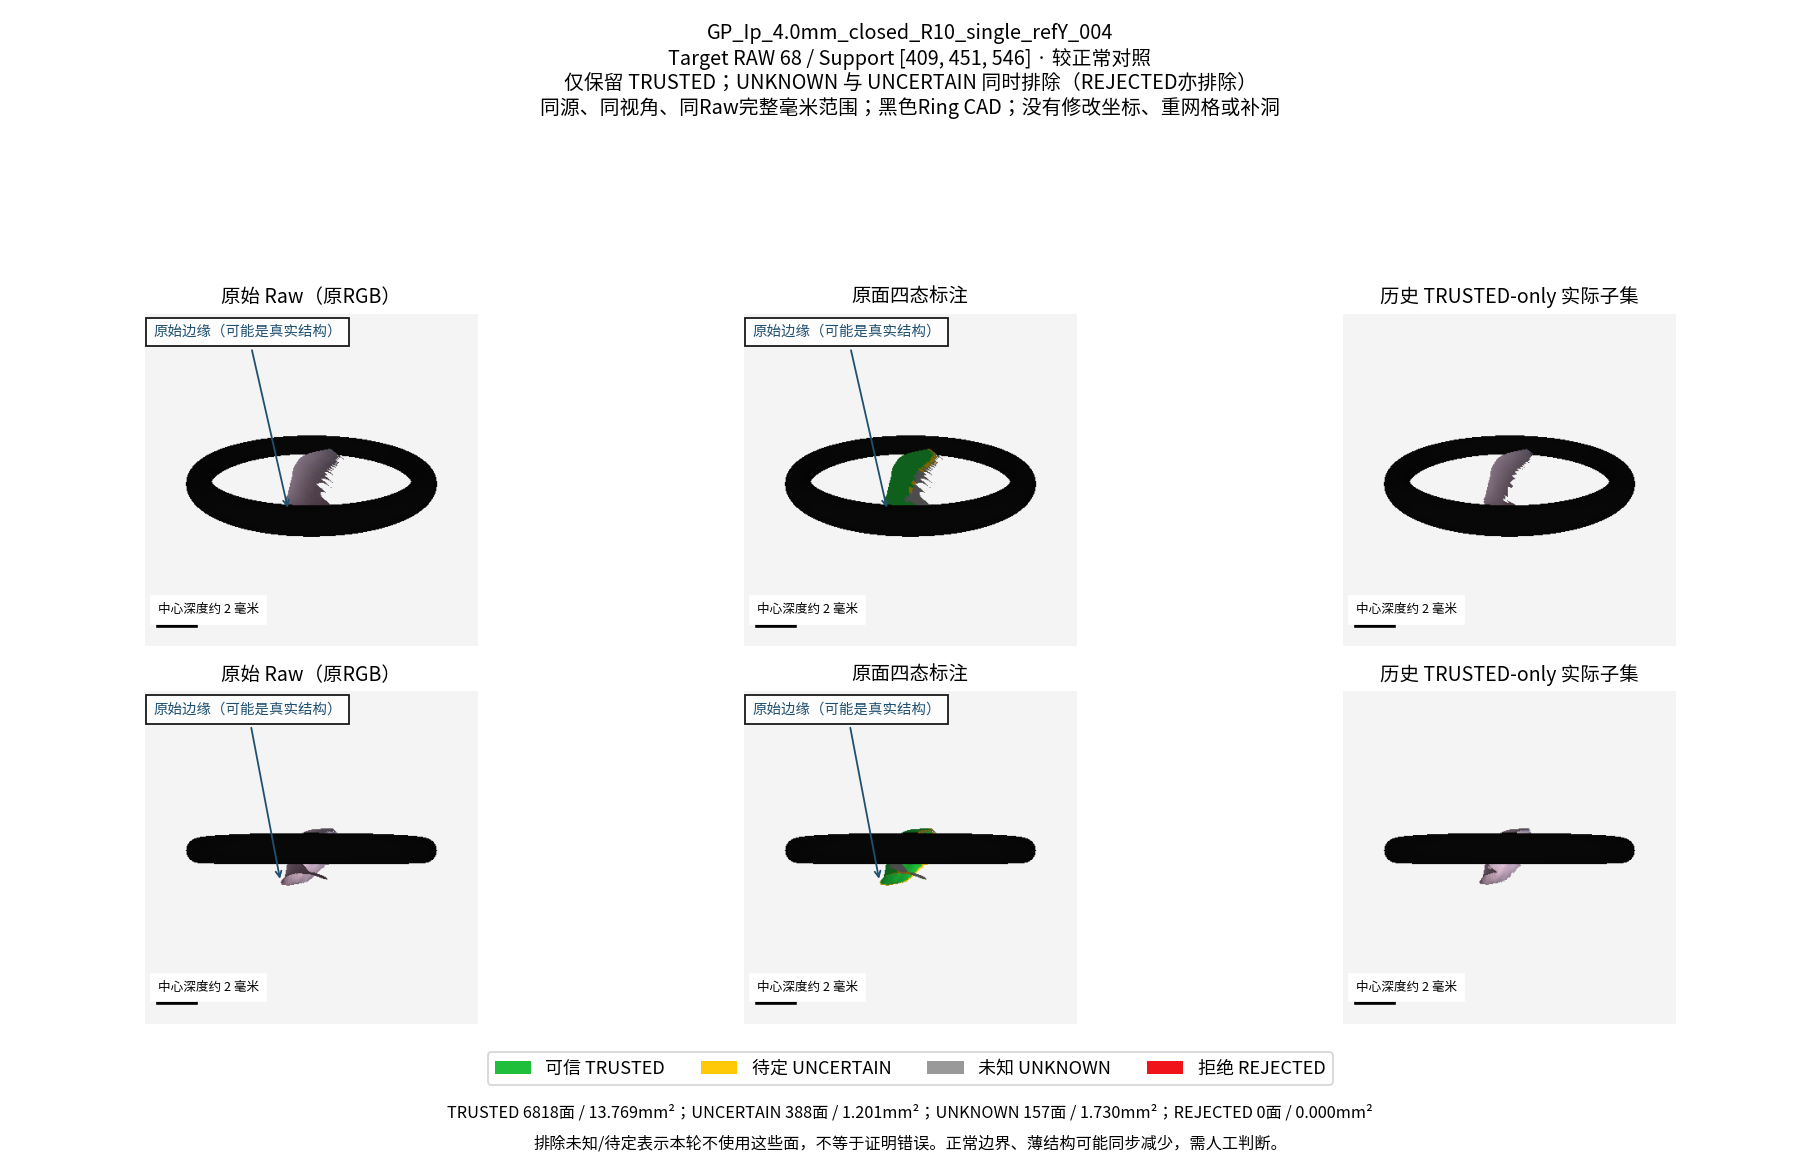 GP_Ip_4.0mm_closed_R10_single_refY_004
Target RAW 68 / Support [409, 451, 546] · 较正常对照
仅保留 TRUSTED；UNKNOWN 与 UNCERTAIN 同时排除（REJECTED亦排除）
同源、同视角、同Raw完整毫米范围；黑色Ring CAD；没有修改坐标、重网格或补洞
原始 Raw（原RGB）
原面四态标注
历史 TRUSTED-only 实际子集
原始边缘（可能是真实结构）
原始边缘（可能是真实结构）
中心深度约 2 毫米
中心深度约 2 毫米
中心深度约 2 毫米
原始 Raw（原RGB）
原面四态标注
历史 TRUSTED-only 实际子集
原始边缘（可能是真实结构）
原始边缘（可能是真实结构）
中心深度约 2 毫米
中心深度约 2 毫米
中心深度约 2 毫米
可信 TRUSTED
待定 UNCERTAIN
未知 UNKNOWN
拒绝 REJECTED
TRUSTED 6818面 / 13.769mm²；UNCERTAIN 388面 / 1.201mm²；UNKNOWN 157面 / 1.730mm²；REJECTED 0面 / 0.000mm²
排除未知/待定表示本轮不使用这些面，不等于证明错误。正常边界、薄结构可能同步减少，需人工判断。